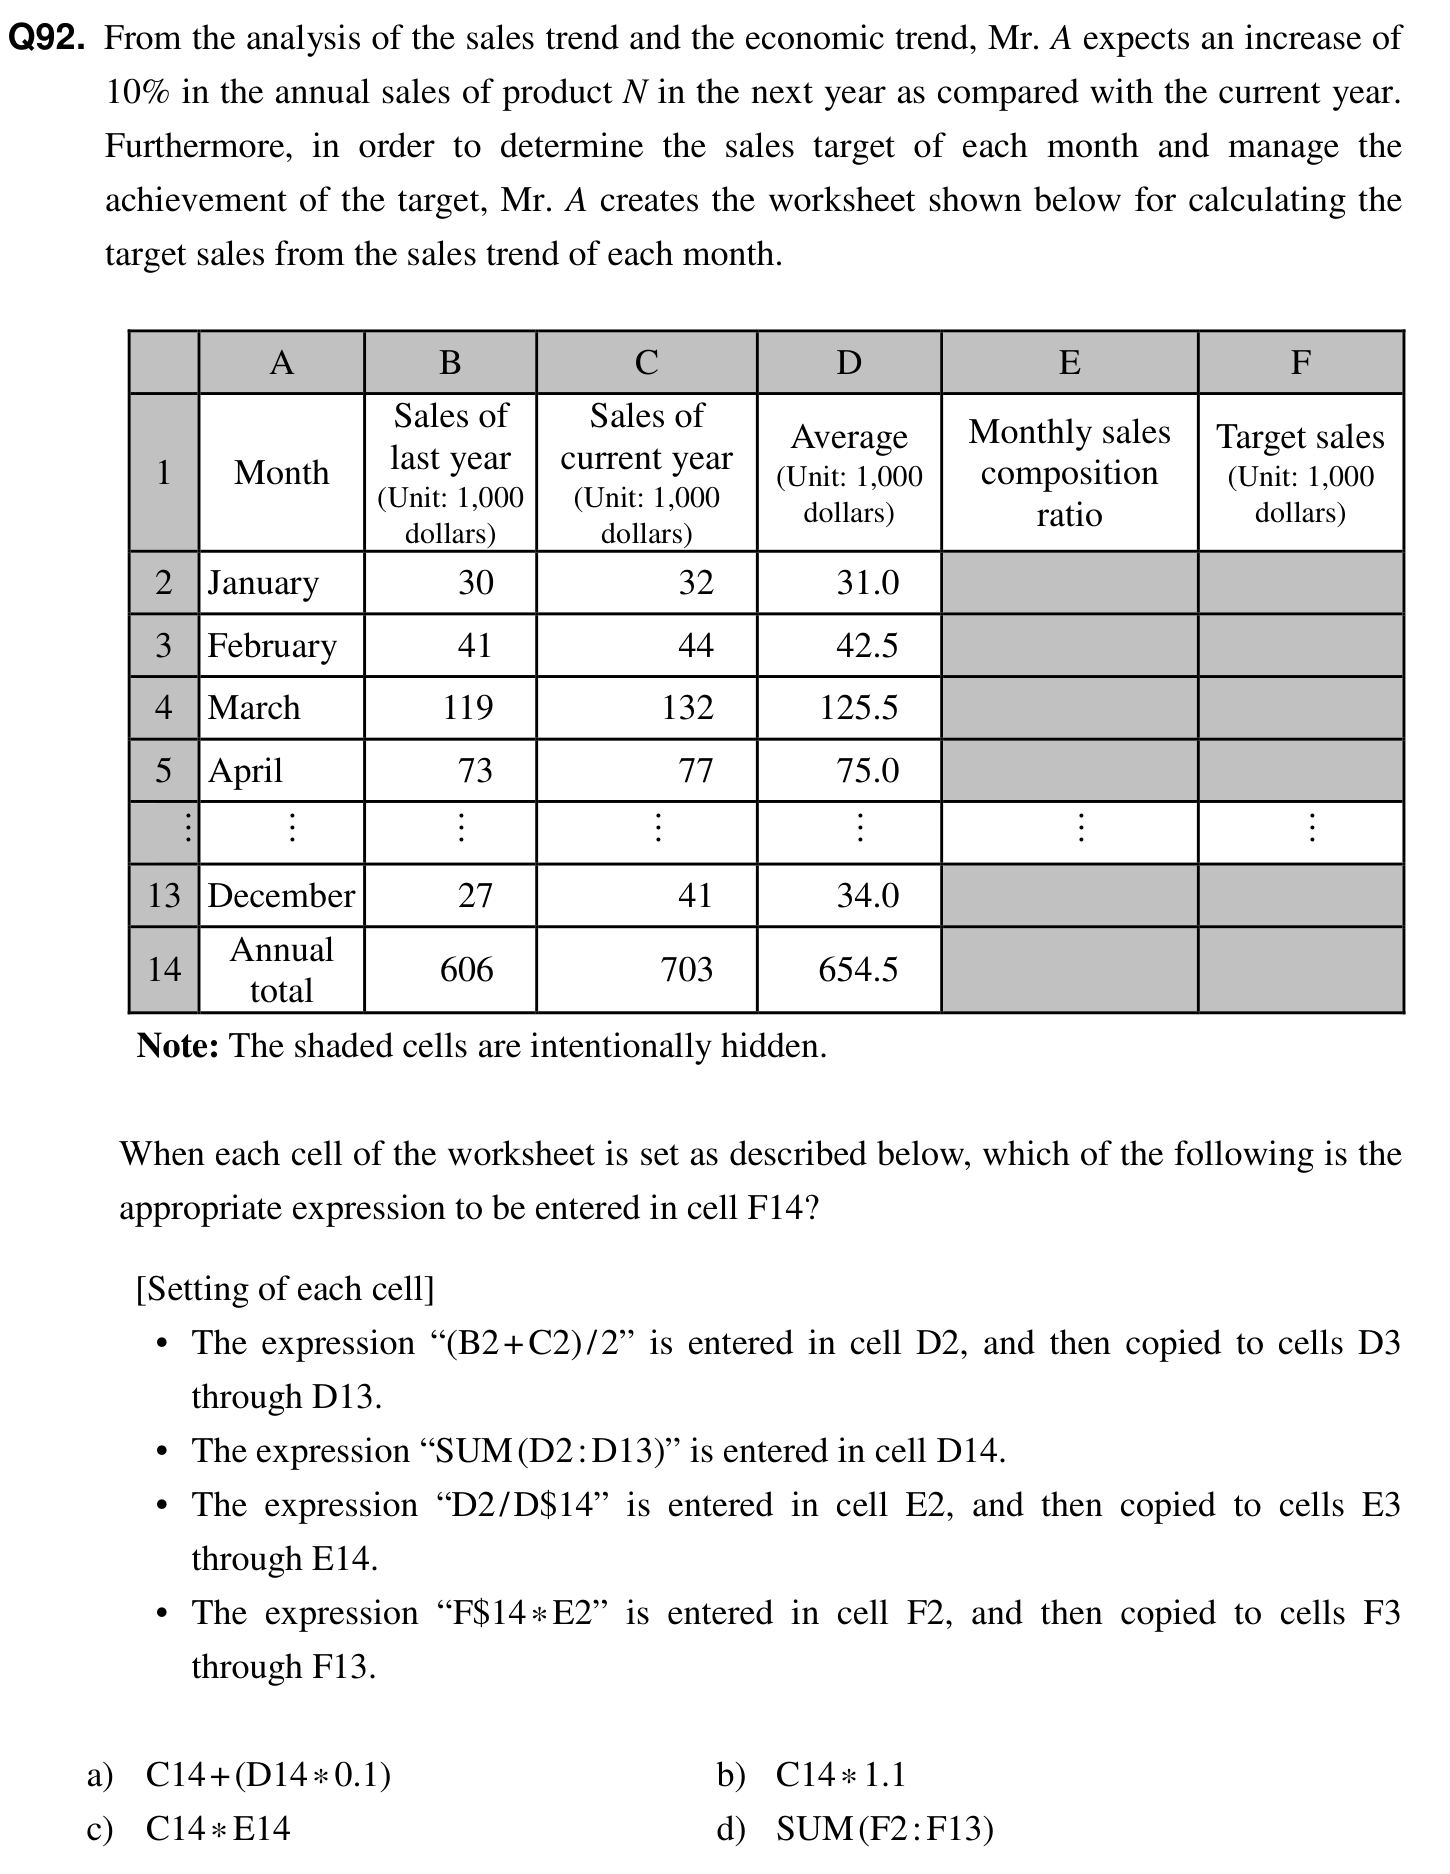 Q92. From the analysis of the sales trend and the economic trend, Mr. A expects an increase of
10% in the annual sales of product N in the next year as compared with the current year.
Furthermore, in order to determine the sales target of each month and manage the
achievement of the target, Mr. A creates the worksheet shown below for calculating the
target sales from the sales trend of each month.
A B C D E F
1 Month Sales of last year (Unit: 1,000 dollars) Sales of current year (Unit: 1,000 dollars) Average (Unit: 1,000 dollars) Monthly sales composition ratio Target sales (Unit: 1,000 dollars)
2 January 30 32 31.0
3 February 41 44 42.5
4 March 119 132 125.5
5 April 73 77 75.0
⋮ ⋮ ⋮ ⋮ ⋮ ⋮ ⋮
13 December 27 41 34.0
14 Annual total 606 703 654.5
Note: The shaded cells are intentionally hidden.
When each cell of the worksheet is set as described below, which of the following is the
appropriate expression to be entered in cell F14?
[Setting of each cell]
• The expression “(B2+C2)/2” is entered in cell D2, and then copied to cells D3
through D13.
• The expression “SUM(D2:D13)” is entered in cell D14.
• The expression “D2/D$14” is entered in cell E2, and then copied to cells E3
through E14.
• The expression “F$14*E2” is entered in cell F2, and then copied to cells F3
through F13.
a) C14+(D14*0.1) b) C14*1.1
c) C14*E14 d) SUM(F2:F13)